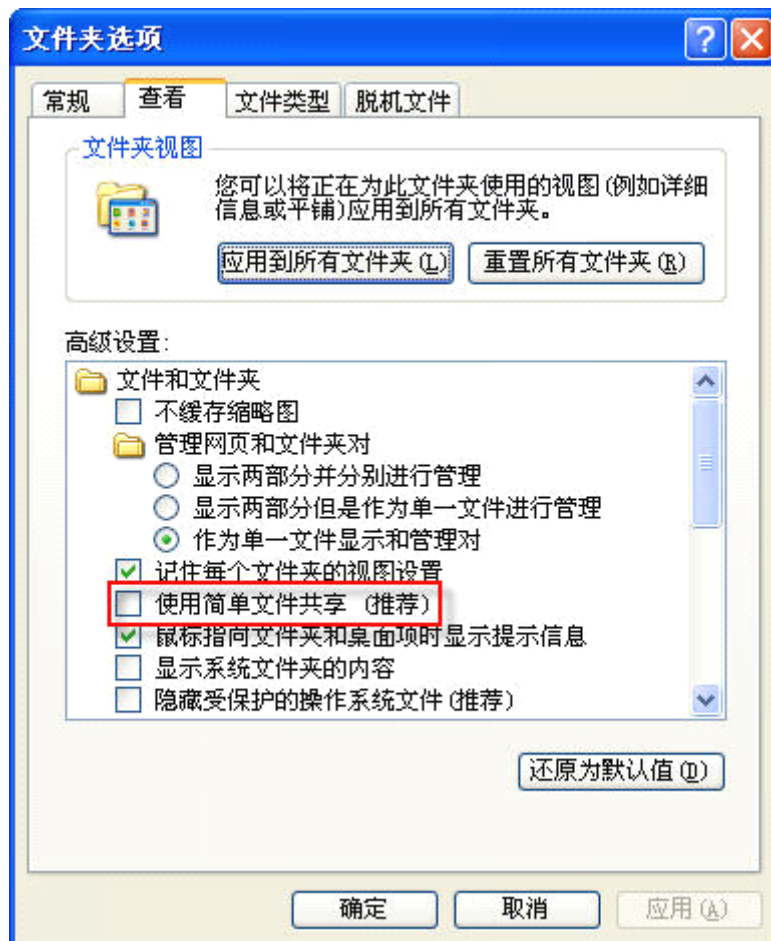 文件夹选项
常规 查看 文件类型 脱机文件
文件夹视图
您可以将正在为此文件夹使用的视图(例如详细
信息或平铺)应用到所有文件夹。
应用到所有文件夹(L) 重置所有文件夹(R)
高级设置:
文件和文件夹
不缓存缩略图
管理网页和文件夹对
显示两部分并分别进行管理
显示两部分但是作为单一文件进行管理
作为单一文件显示和管理对
记住每个文件夹的视图设置
使用简单文件共享 (推荐)
鼠标指向文件夹和桌面项时显示提示信息
显示系统文件夹的内容
隐藏受保护的操作系统文件(推荐)
还原为默认值(D)
确定 取消 应用(A)